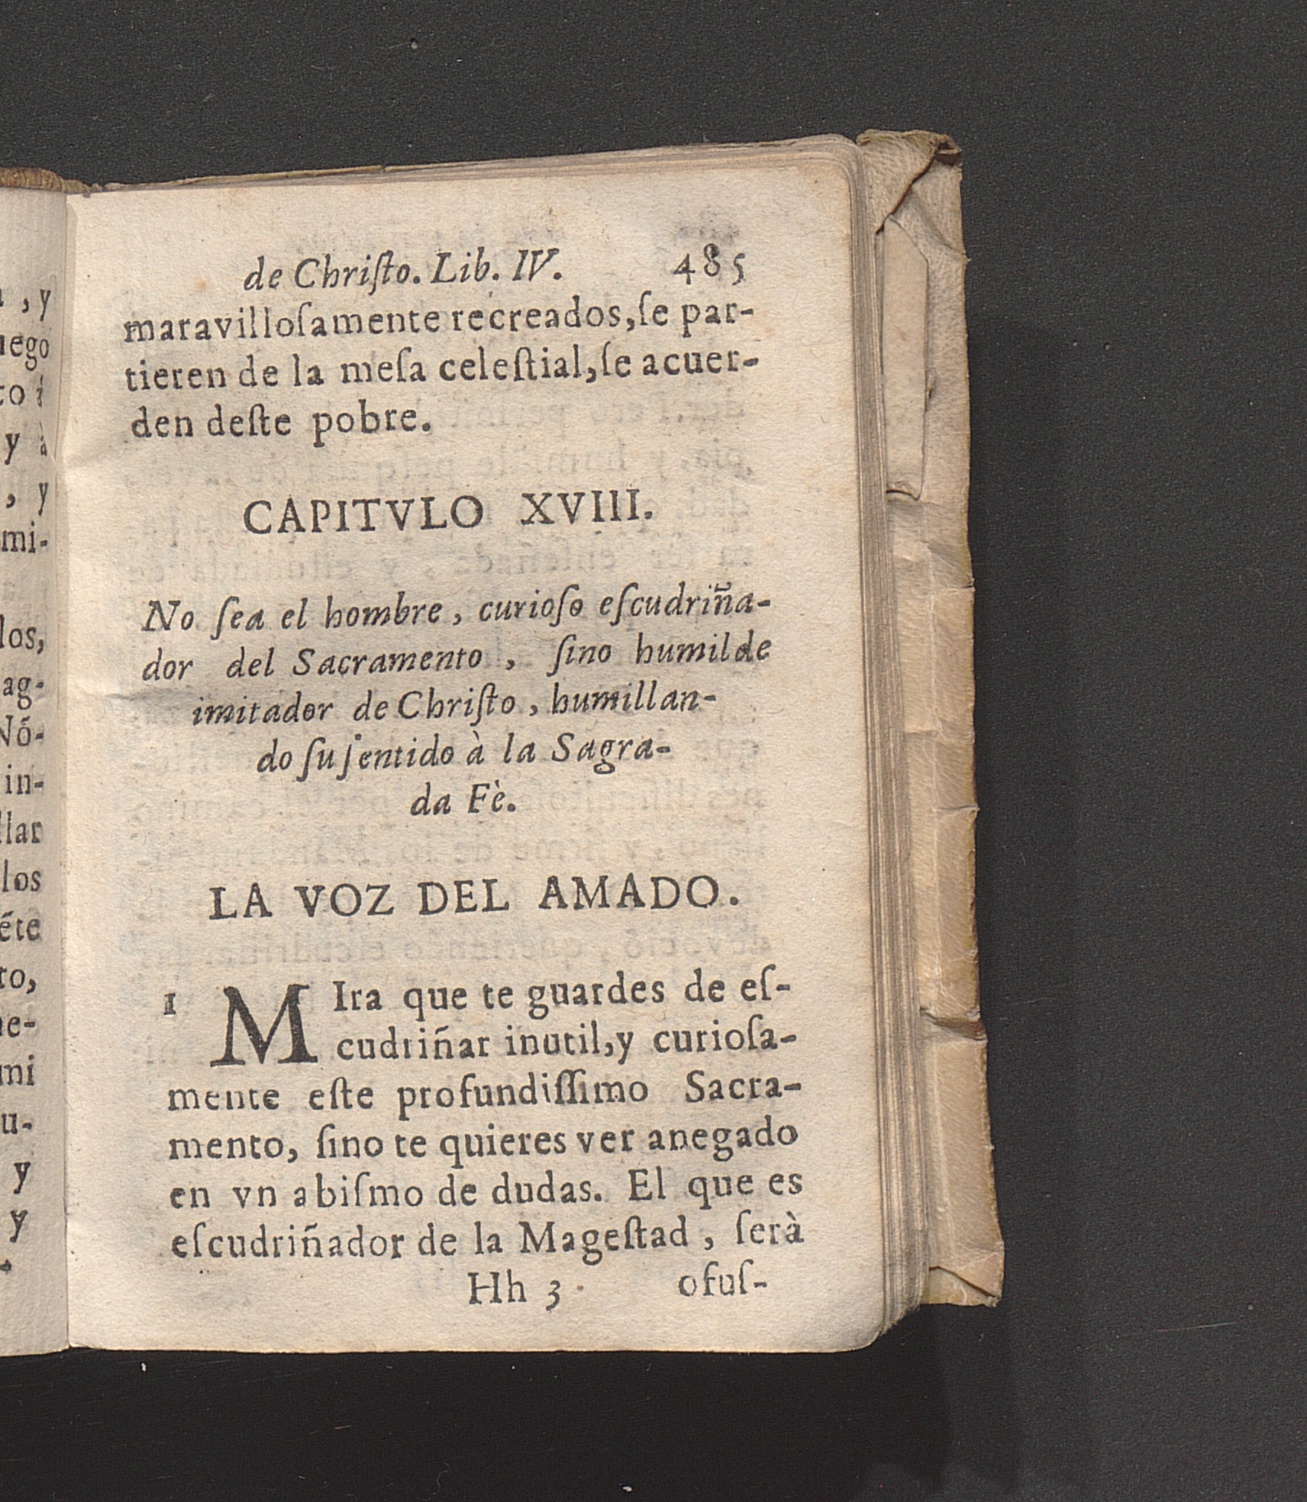 de Chriſto. Lib. IV. 485
maravilloſamente recreados,ſe par-
tieren de la meſa celeſtial,ſe acuer-
den deſte pobre.
CAPITVLO XVIII.
No ſea el hombre, curioſo eſcudriña-
dor del Sacramento, ſino humilde
imitador de Chriſto, humillan-
do ſu ſentido à la Sagra-
da Fè.
LA VOZ DEL AMADO.
1 MIra que te guardes de eſ-
cudriñar inutil,y curioſa-
mente eſte profundiſſimo Sacra-
mento, ſino te quieres ver anegado
en vn abiſmo de dudas. El que es
eſcudriñador de la Mageſtad, ſerà
Hh 3 ofuſ-